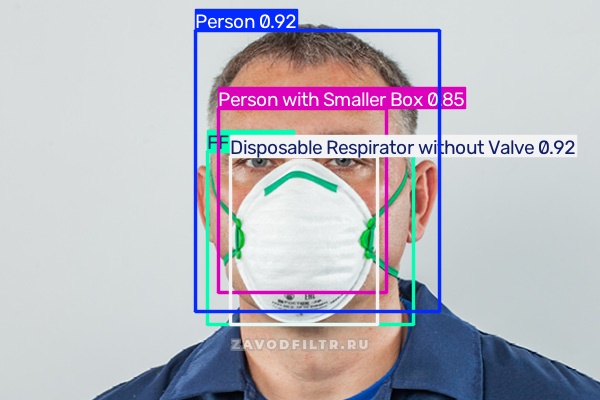 Person 0.92
Person with Smaller Box 0.85
FF
Disposable Respirator without Valve 0.92
ZAVODFILTR.RU